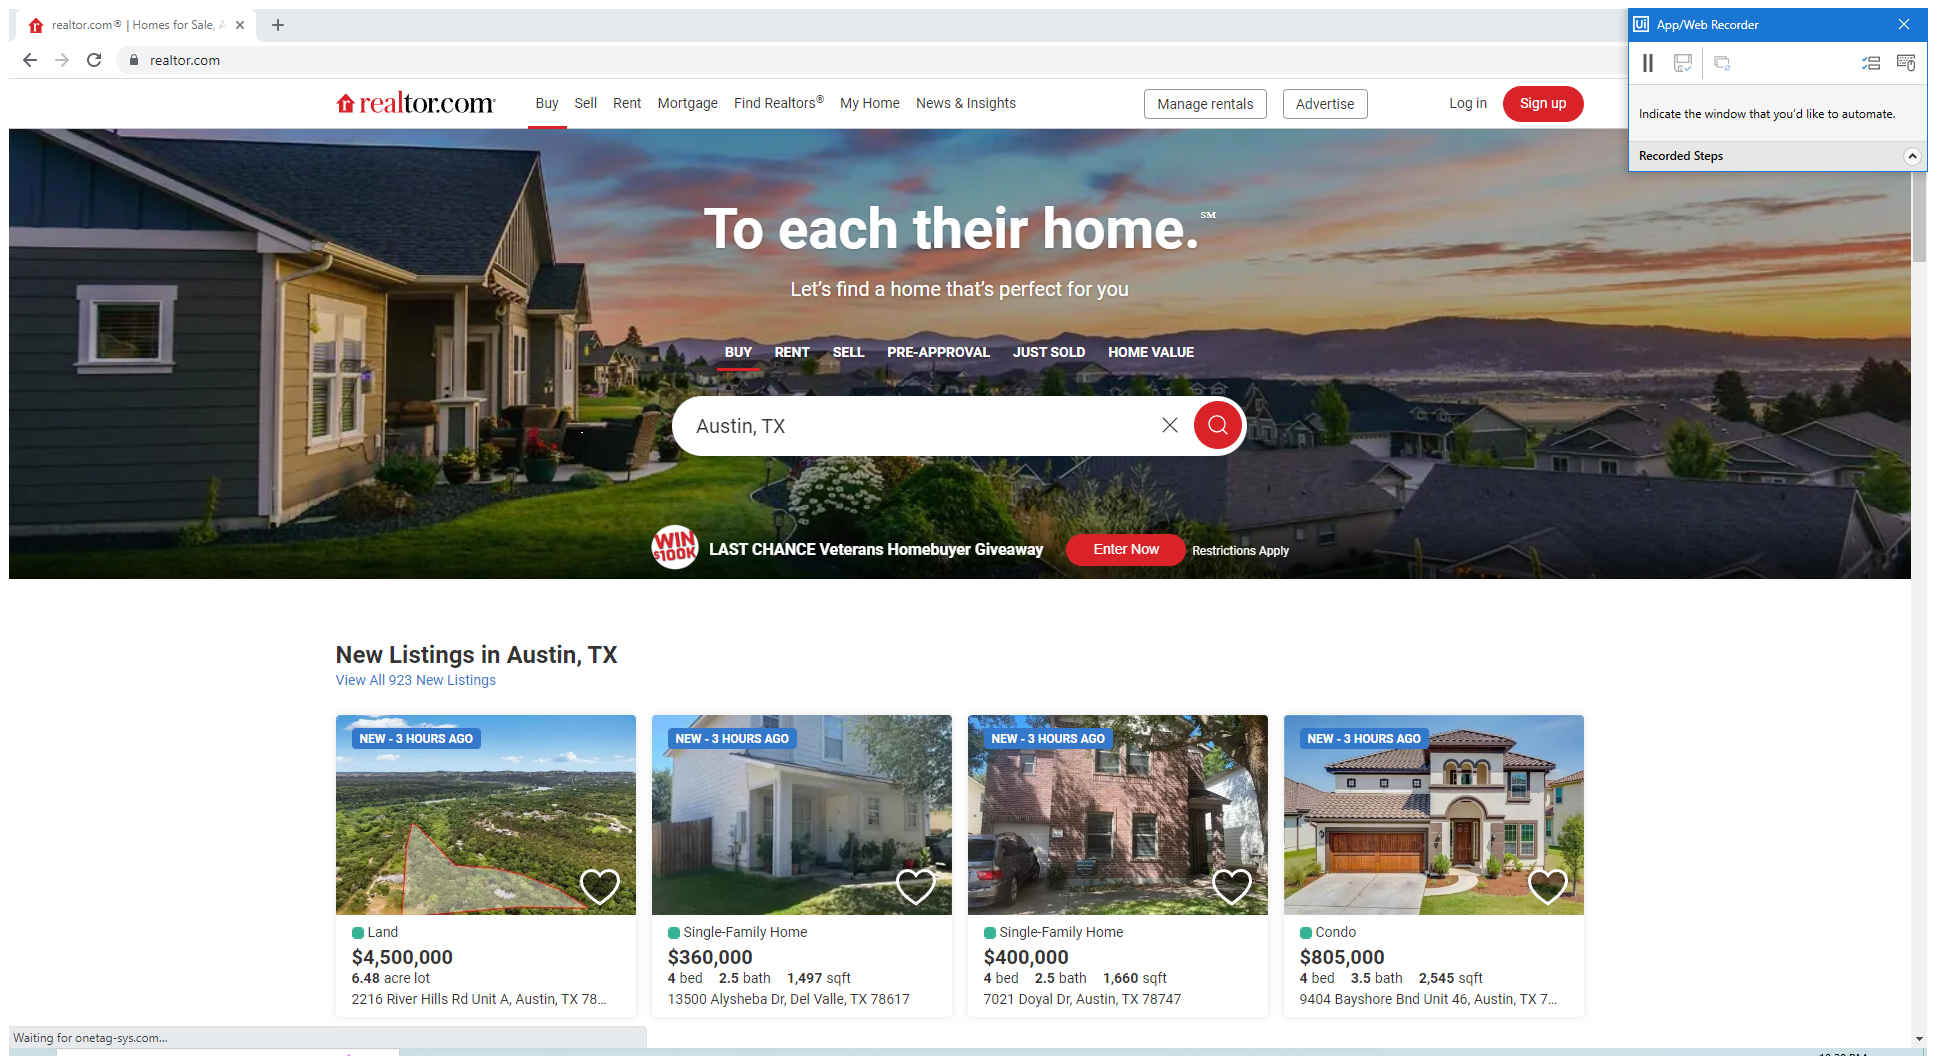 realtor.com® | Homes for Sale, A
App/Web Recorder
realtor.com
Indicate the window that you'd like to automate.
Recorded Steps
realtor.com®
Buy Sell Rent Mortgage Find Realtors® My Home News & Insights Manage rentals Advertise Log in Sign up
To each their home.℠
Let's find a home that's perfect for you
BUY RENT SELL PRE-APPROVAL JUST SOLD HOME VALUE
Austin, TX
WIN $100K
LAST CHANCE Veterans Homebuyer Giveaway Enter Now Restrictions Apply
New Listings in Austin, TX
View All 923 New Listings
NEW - 3 HOURS AGO
Land
$4,500,000
6.48 acre lot
2216 River Hills Rd Unit A, Austin, TX 78...
NEW - 3 HOURS AGO
Single-Family Home
$360,000
4 bed 2.5 bath 1,497 sqft
13500 Alysheba Dr, Del Valle, TX 78617
NEW - 3 HOURS AGO
Single-Family Home
$400,000
4 bed 2.5 bath 1,660 sqft
7021 Doyal Dr, Austin, TX 78747
NEW - 3 HOURS AGO
Condo
$805,000
4 bed 3.5 bath 2,545 sqft
9404 Bayshore Bnd Unit 46, Austin, TX 7...
Waiting for onetag-sys.com...